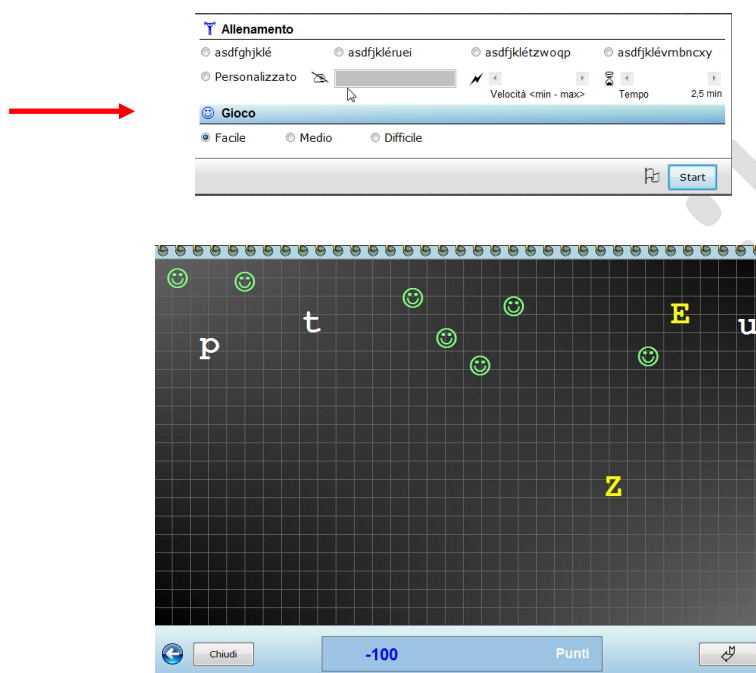 Allenamento
asdfghjklé asdfjkléruei asdfjklétzwoqp asdfjklévmbncxy
Personalizzato
Velocitá <min - max> Tempo 2,5 min
Gioco
Facile Medio Difficile
Start
E
t u
p
Z
Chiudi -100 Punti